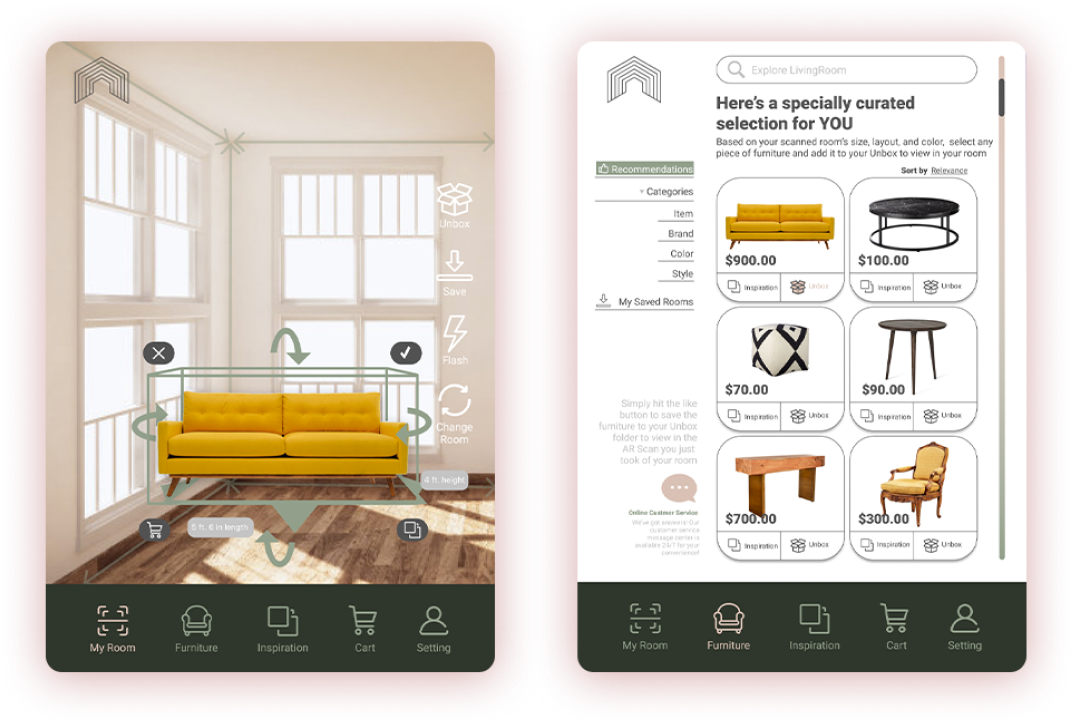 Unbox
Save
Flash
Change
Room
4 ft. height
5 ft. 6 in length
My Room
Furniture
Inspiration
Cart
Setting
Explore LivingRoom
Here's a specially curated
selection for YOU
Based on your scanned room's size, layout, and color, select any
piece of furniture and add it to your Unbox to view in your room
Sort by Relevance
Recommendations
Categories
Item
Brand
Color
Style
My Saved Rooms
Simply hit the like
button to save the
furniture to your Unbox
folder to view in the
AR Scan you just
took of your room
Online Custmer Service
We've got answers! Our
customer service
message center is
available 24/7 for your
convenience!
$900.00
Inspiration
Unbox
$100.00
Inspiration
Unbox
$70.00
Inspiration
Unbox
$90.00
Inspiration
Unbox
$700.00
Inspiration
Unbox
$300.00
Inspiration
Unbox
My Room
Furniture
Inspiration
Cart
Setting